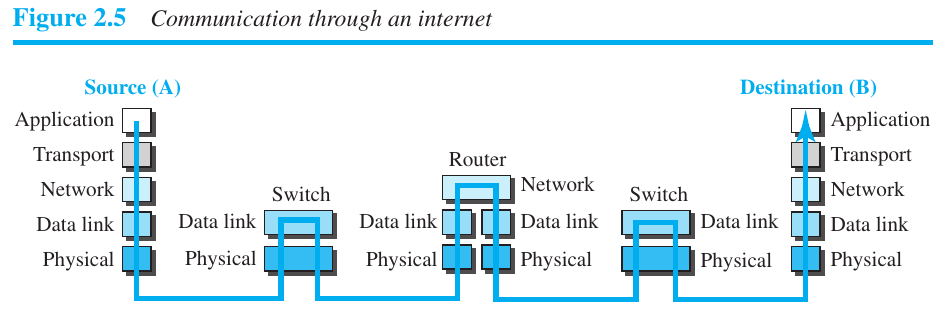 Figure 2.5 Communication through an internet
Source (A)
Destination (B)
Application
Application
Transport
Transport
Router
Network
Network
Network
Switch
Switch
Data link
Data link
Data link
Data link
Data link
Data link
Physical
Physical
Physical
Physical
Physical
Physical